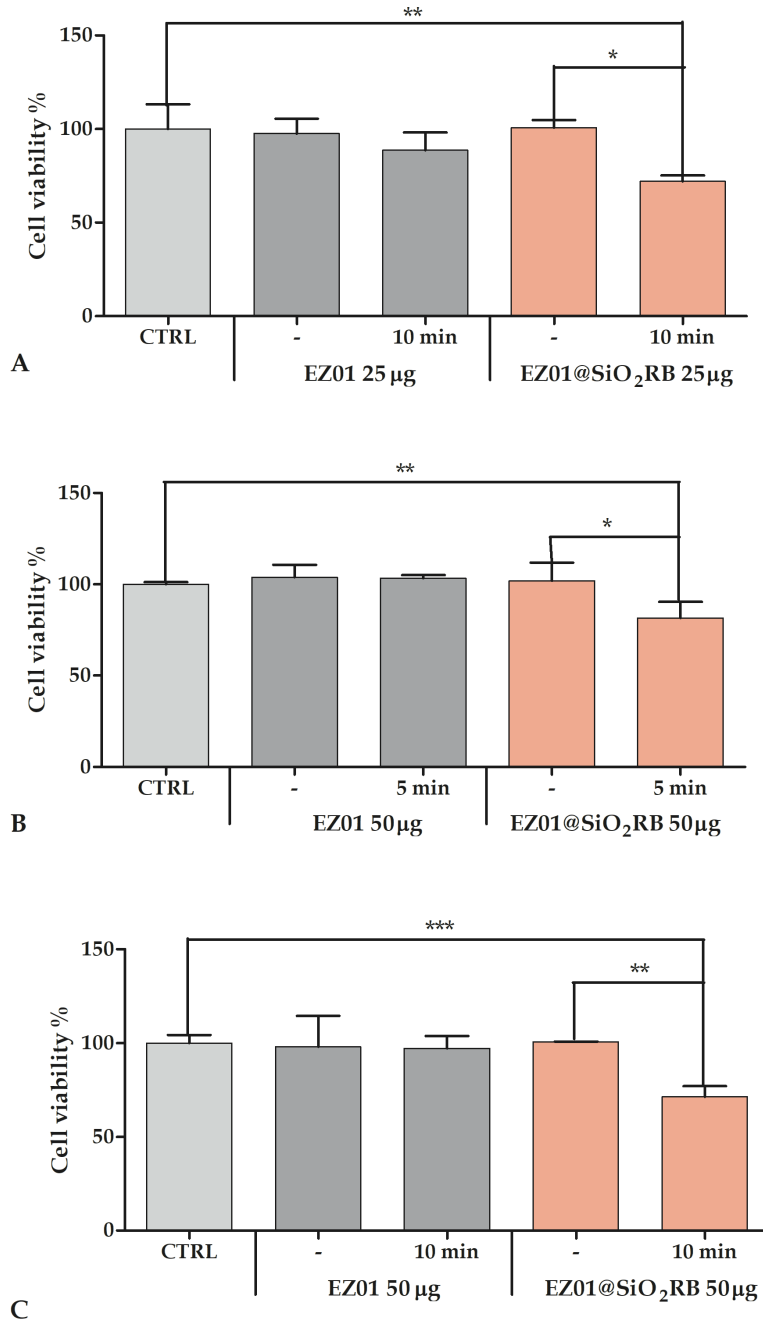 **
150
*
Cell viability %
100
50
0
CTRL - 10 min - 10 min
A
EZ01 25 µg EZ01@SiO₂RB 25µg
**
150
*
Cell viability %
100
50
0
CTRL - 5 min - 5 min
B
EZ01 50µg EZ01@SiO₂RB 50µg
***
150
**
Cell viability %
100
50
0
CTRL - 10 min - 10 min
EZ01 50 µg EZ01@SiO₂RB 50µg
C